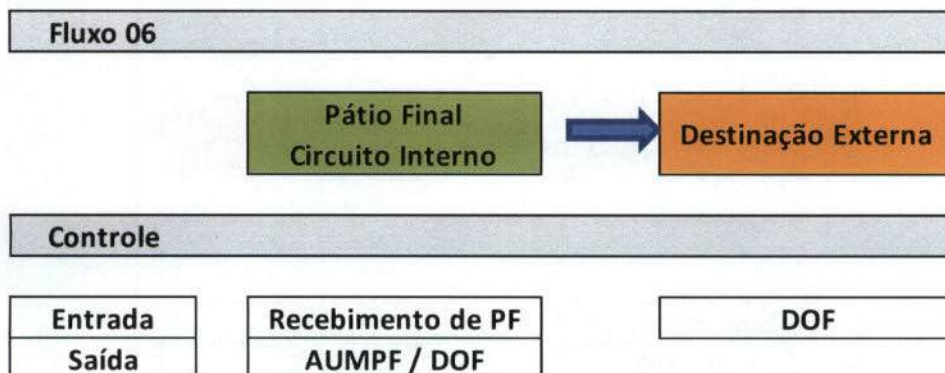 Fluxo 06
Pátio Final
Circuito Interno
Destinação Externa
Controle
Entrada
Recebimento de PF
DOF
Saída
AUMPF / DOF